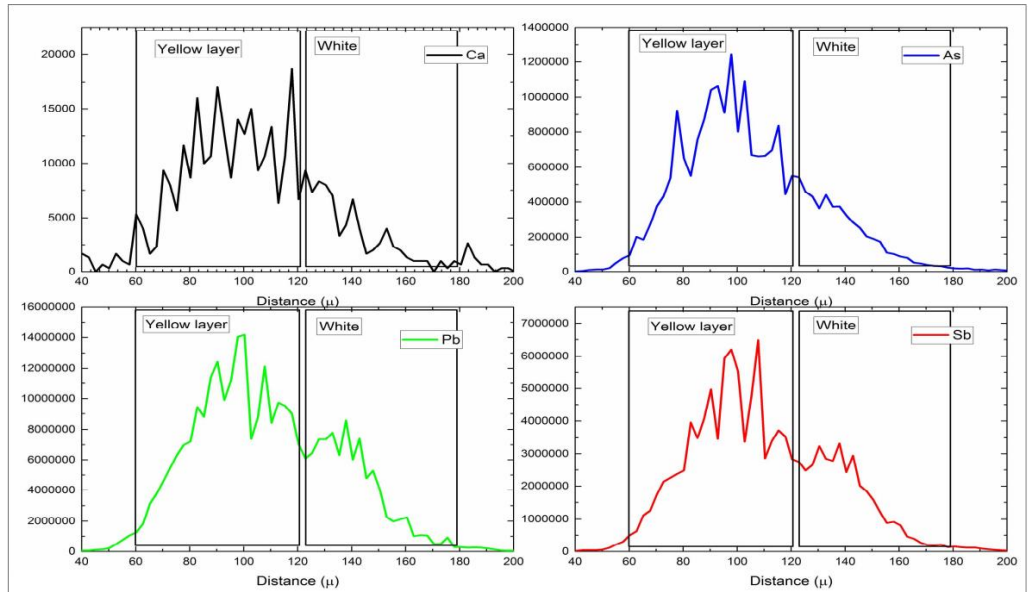 Yellow layer
White
Ca
20000
15000
10000
5000
0
40 60 80 100 120 140 160 180 200
Distance (μ)
Yellow layer
White
As
1400000
1200000
1000000
800000
600000
400000
200000
0
40 60 80 100 120 140 160 180 200
Distance (μ)
Yellow layer
White
Pb
16000000
14000000
12000000
10000000
8000000
6000000
4000000
2000000
0
40 60 80 100 120 140 160 180 200
Distance (μ)
Yellow layer
White
Sb
7000000
6000000
5000000
4000000
3000000
2000000
1000000
0
40 60 80 100 120 140 160 180 200
Distance (μ)